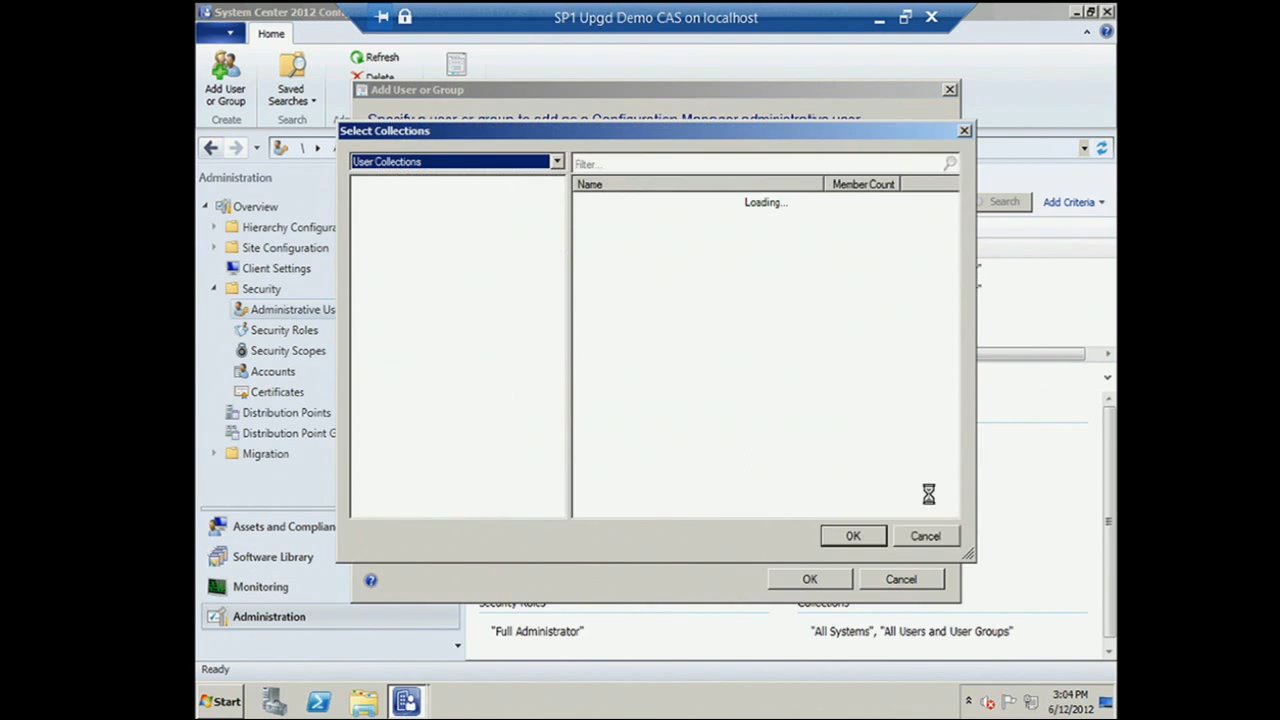 System Center 2012 Conf
SP1 Upgd Demo CAS on localhost
Home
Add User
or Group
Saved
Searches
Refresh
Delete
Create
Search
Add User or Group
Specify a user or group to add as a Configuration Manager administrative user
Select Collections
User Collections
Filter...
Name
Member Count
Loading...
OK
Cancel
\
Administration
Overview
Hierarchy Configura
Site Configuration
Client Settings
Security
Administrative Us
Security Roles
Security Scopes
Accounts
Certificates
Distribution Points
Distribution Point G
Migration
Search
Add Criteria
Assets and Complian
Software Library
Monitoring
Administration
OK
Cancel
Security Roles
Collections
"Full Administrator"
"All Systems", "All Users and User Groups"
Ready
Start
3:04 PM
6/12/2012